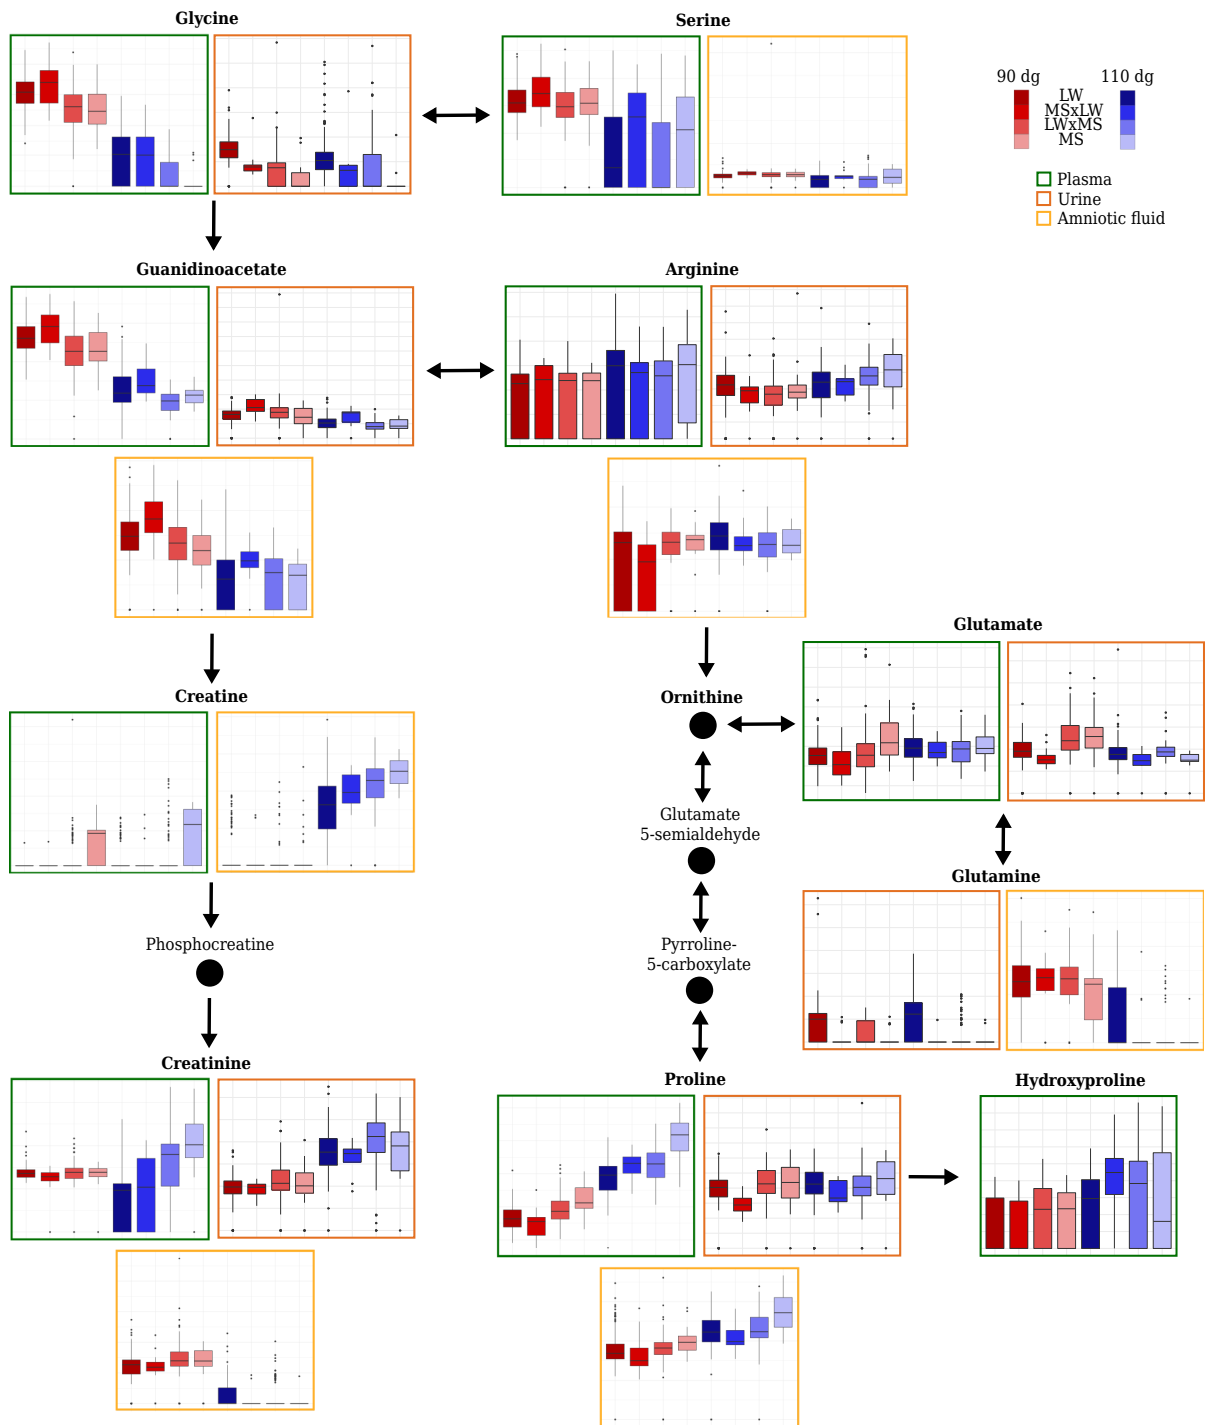 Glycine
Serine
90 dg
110 dg
LW
MSxLW
LWxMS
MS
Plasma
Urine
Amniotic fluid
Guanidinoacetate
Arginine
Creatine
Ornithine
Glutamate
Glutamate
5-semialdehyde
Glutamine
Phosphocreatine
Pyrroline-
5-carboxylate
Creatinine
Proline
Hydroxyproline